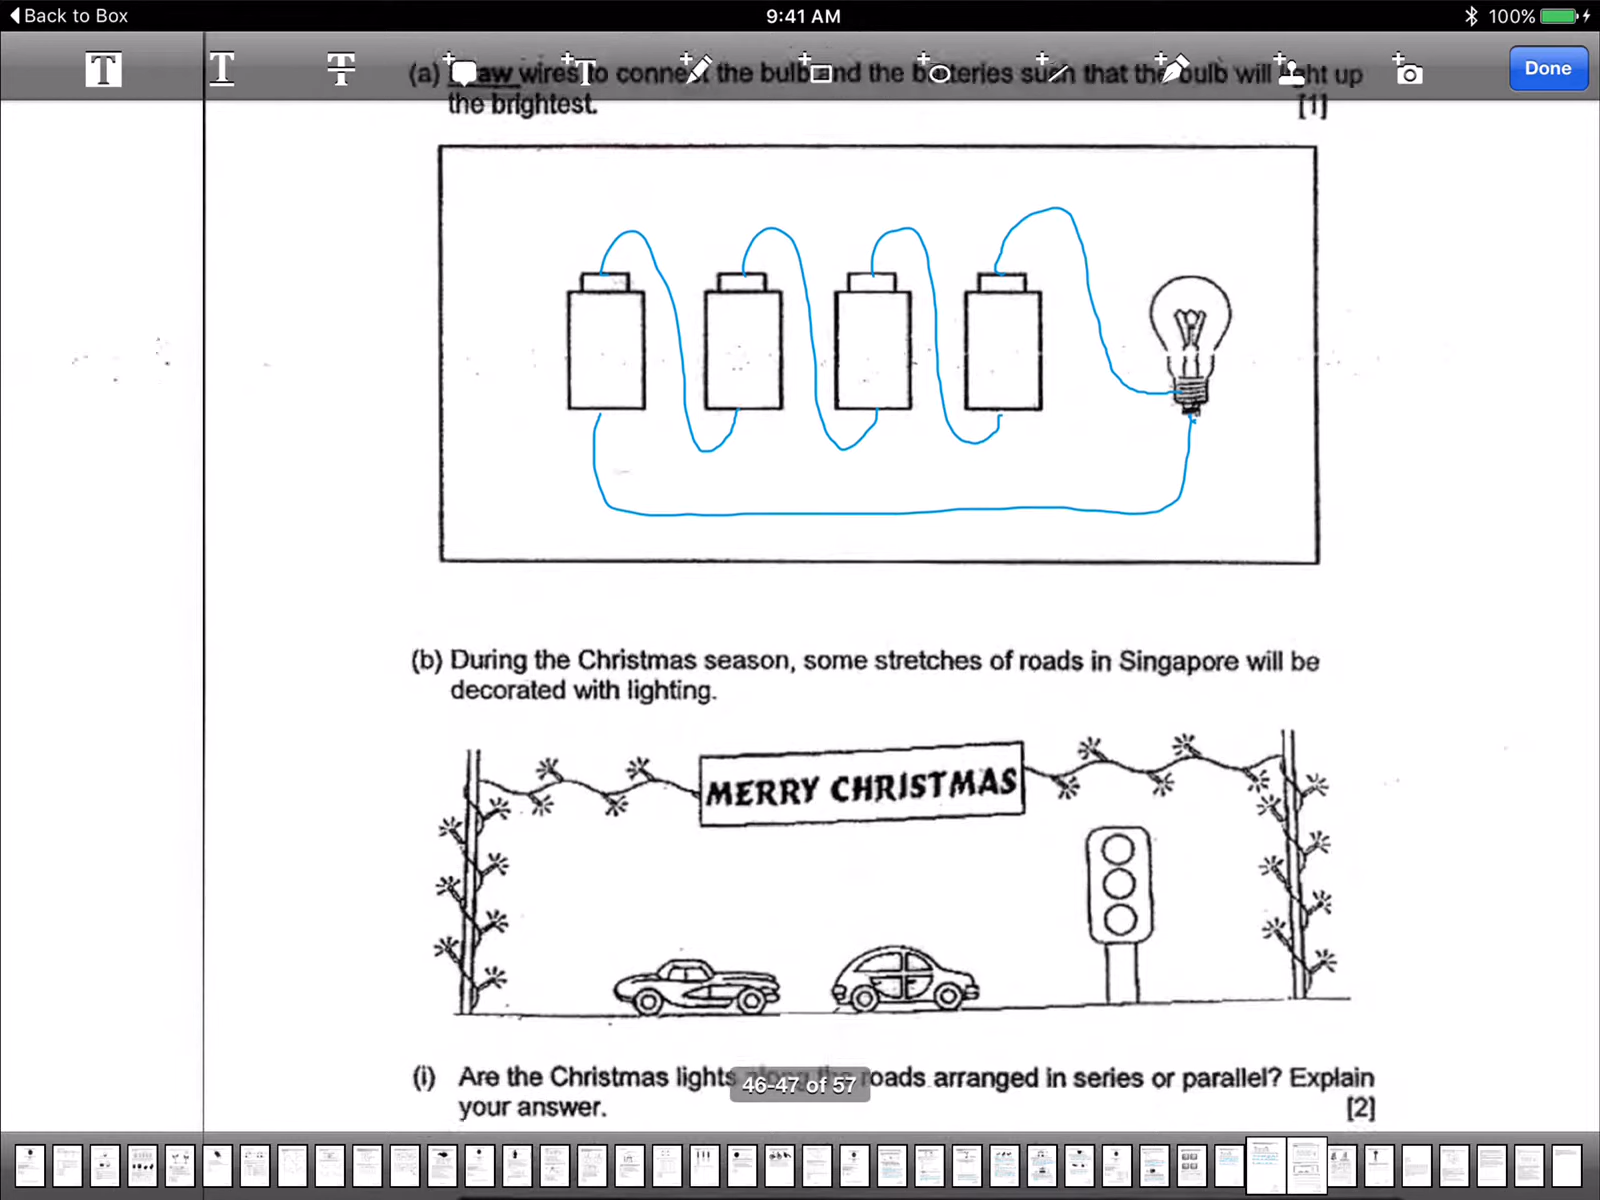 Back to Box
9:41 AM
100%
T T T T
Done
(a) Draw wires to connect the bulb and the batteries such that the bulb will light up
the brightest. [1]
(b) During the Christmas season, some stretches of roads in Singapore will be
decorated with lighting.
MERRY CHRISTMAS
(i) Are the Christmas lights along the roads arranged in series or parallel? Explain
46-47 of 57
your answer. [2]